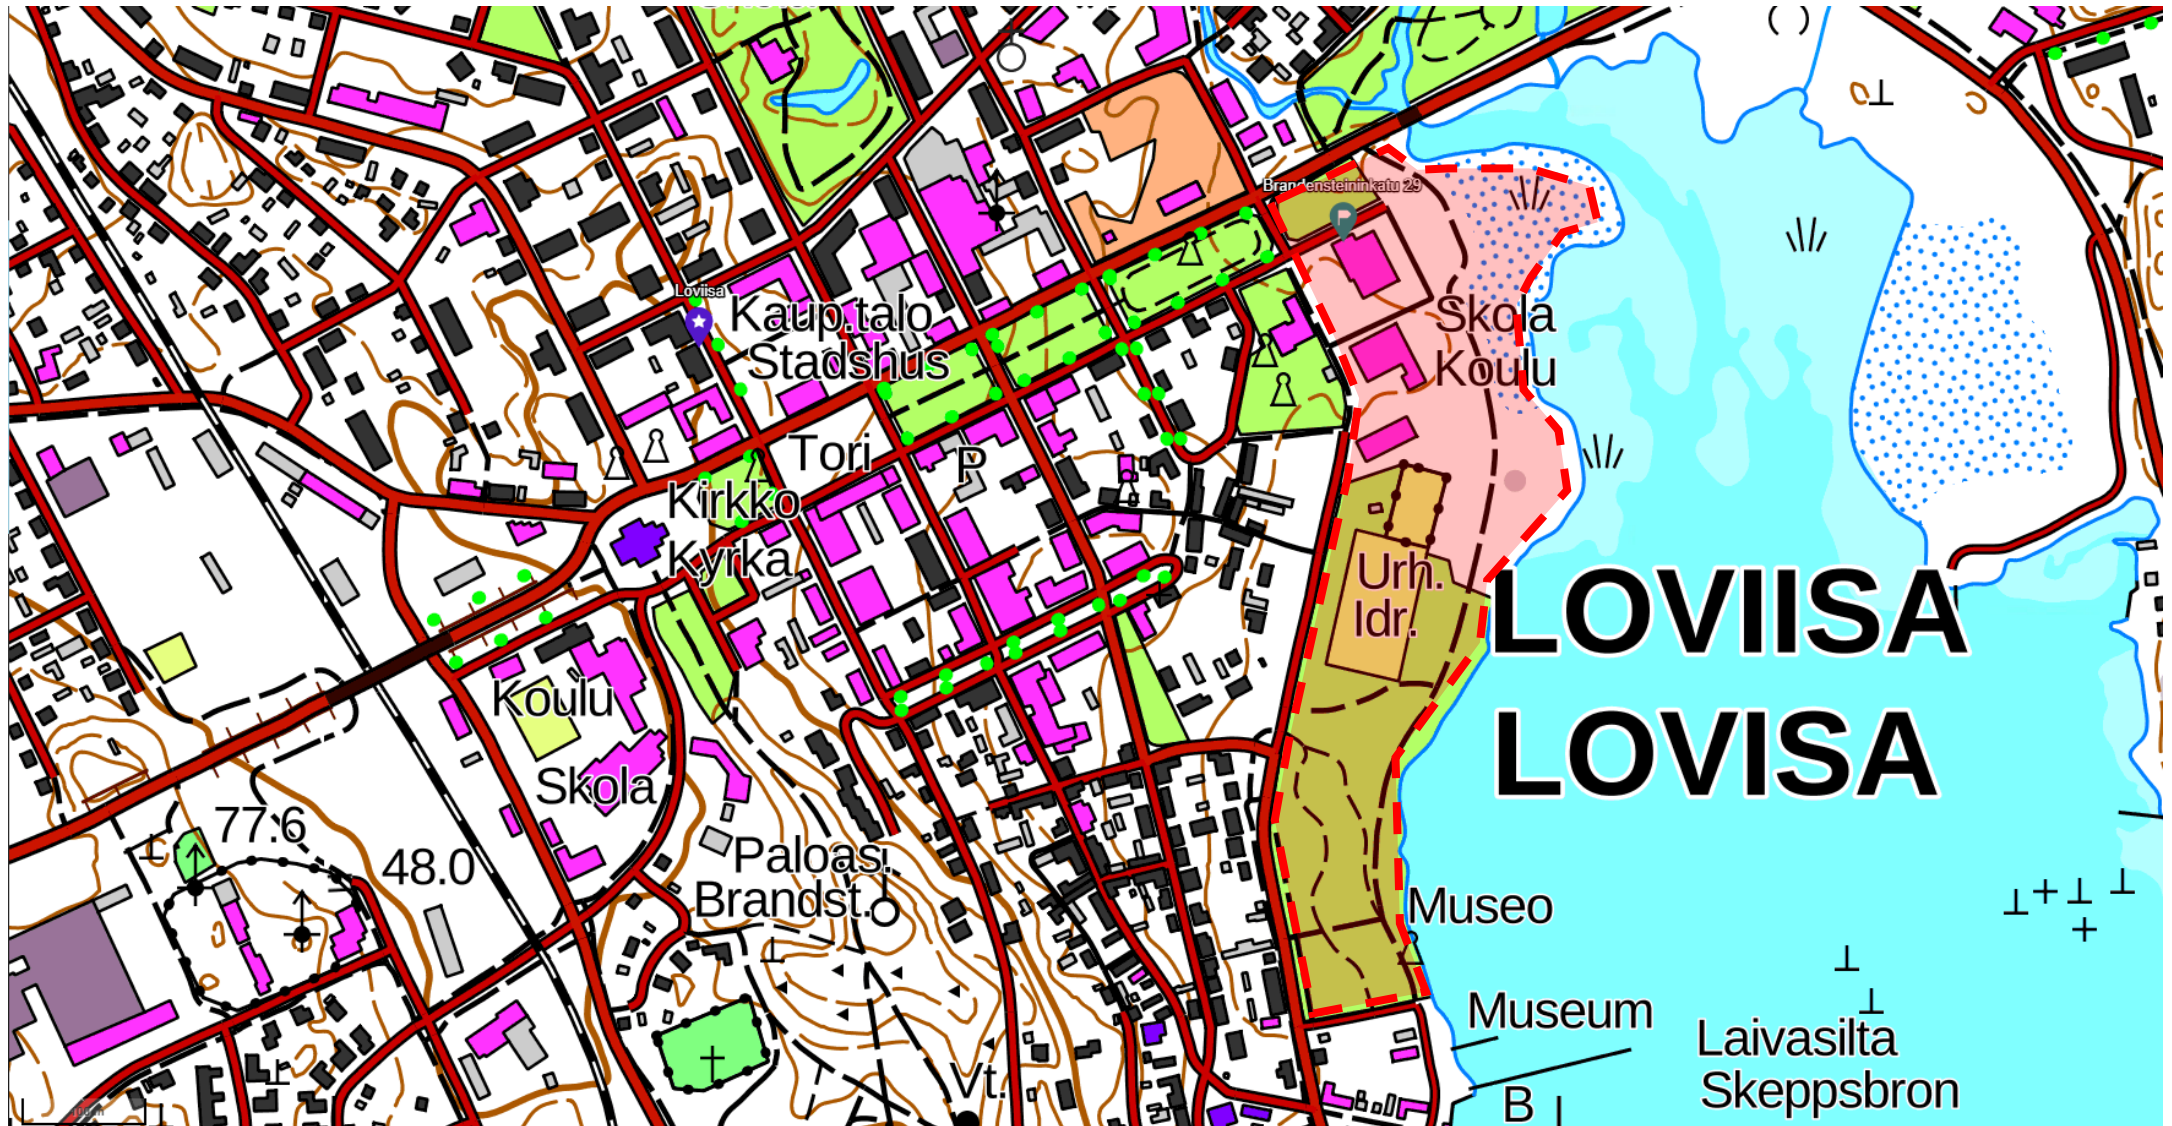 Brandensteininkatu 29
Loviisa
Kaup.talo
Stadshus
Skola
Koulu
Tori
P
Kirkko
Kyrka
Urh.
Idr.
LOVIISA
LOVISA
Koulu
Skola
77.6
48.0
Paloas.
Brandst.
Museo
Museum
Laivasilta
Skeppsbron
Vt.
B